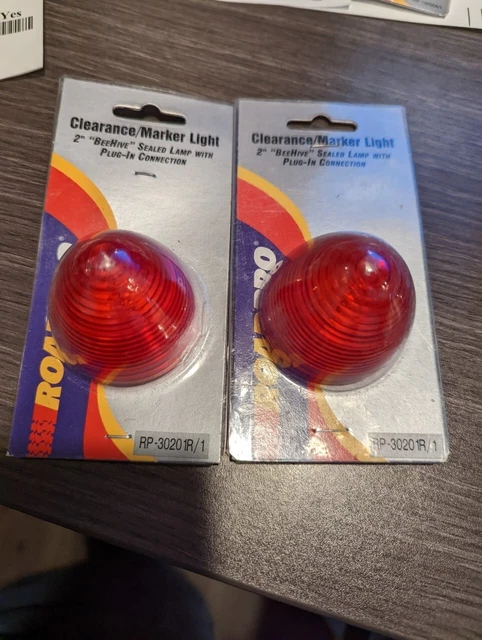 Yes
Clearance/Marker Light
2" "BEEHIVE" SEALED LAMP WITH
PLUG-IN CONNECTION
RP-30201R/1
Clearance/Marker Light
2" "BEEHIVE" SEALED LAMP WITH
PLUG-IN CONNECTION
RP-30201R/1